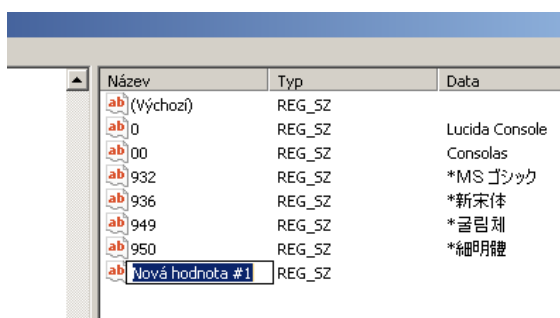 Název Typ Data
(Výchozí) REG_SZ
0 REG_SZ Lucida Console
00 REG_SZ Consolas
932 REG_SZ *MS ゴシック
936 REG_SZ *新宋体
949 REG_SZ *굴림체
950 REG_SZ *細明體
Nová hodnota #1 REG_SZ